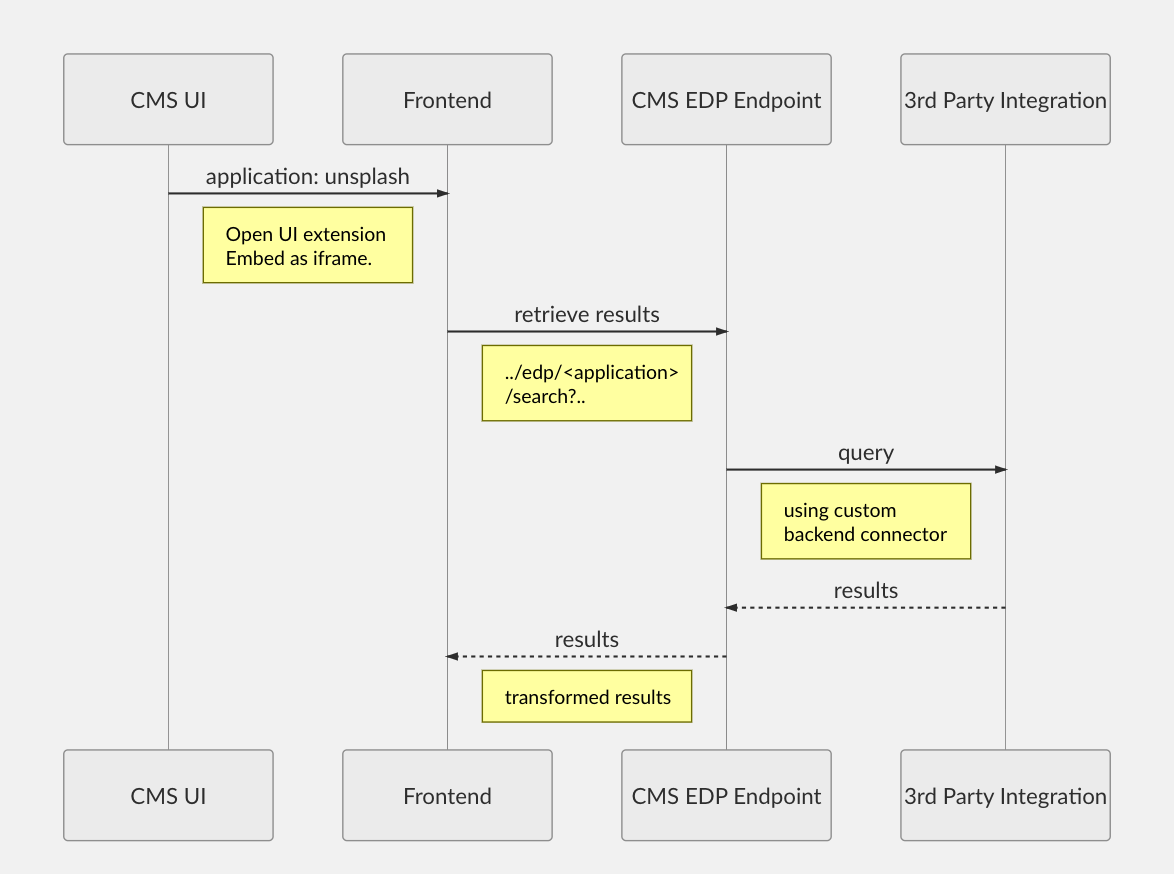 CMS UI
Frontend
CMS EDP Endpoint
3rd Party Integration
application: unsplash
Open UI extension
Embed as iframe.
retrieve results
../edp/<application>
/search?..
query
using custom
backend connector
results
results
transformed results
CMS UI
Frontend
CMS EDP Endpoint
3rd Party Integration